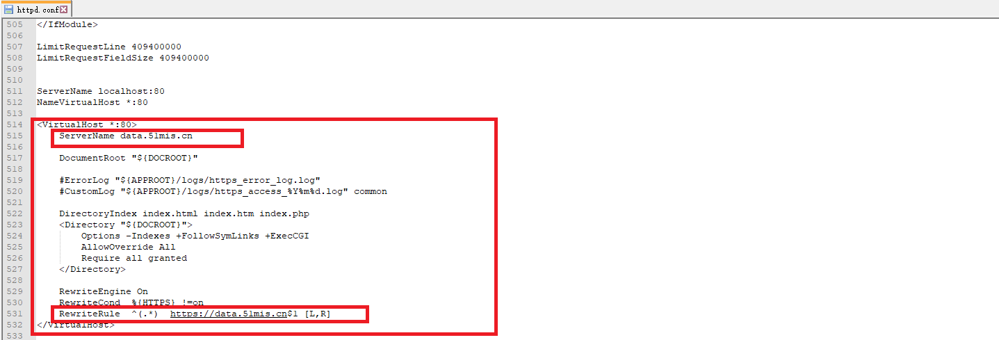 httpd.conf
505 </IfModule>
506
507 LimitRequestLine 409400000
508 LimitRequestFieldSize 409400000
509
510
511 ServerName localhost:80
512 NameVirtualHost *:80
513
514 <VirtualHost *:80>
515     ServerName data.51mis.cn
516
517     DocumentRoot "${DOCROOT}"
518
519     #ErrorLog "${APPROOT}/logs/https_error_log.log"
520     #CustomLog "${APPROOT}/logs/https_access_%Y%m%d.log" common
521
522     DirectoryIndex index.html index.htm index.php
523     <Directory "${DOCROOT}">
524         Options -Indexes +FollowSymLinks +ExecCGI
525         AllowOverride All
526         Require all granted
527     </Directory>
528
529     RewriteEngine On
530     RewriteCond  %{HTTPS} !=on
531     RewriteRule  ^(.*)  https://data.51mis.cn$1 [L,R]
532 </VirtualHost>
533